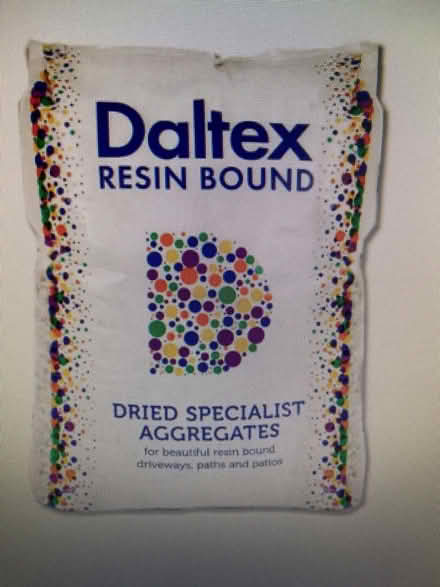 Daltex
RESIN BOUND
DRIED SPECIALIST
AGGREGATES
for beautiful resin bound
driveways, paths and patios